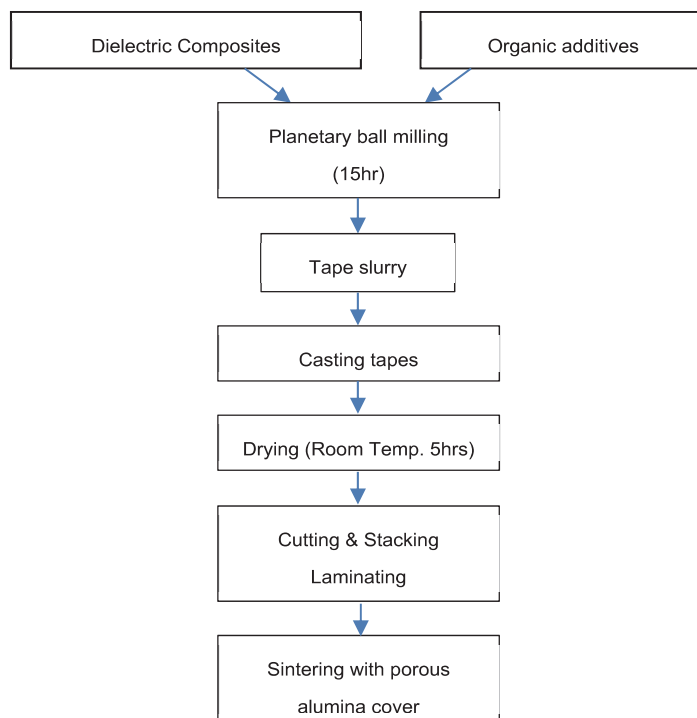 Dielectric Composites
Organic additives
Planetary ball milling
(15hr)
Tape slurry
Casting tapes
Drying (Room Temp. 5hrs)
Cutting & Stacking
Laminating
Sintering with porous
alumina cover